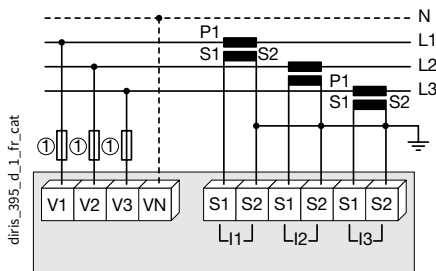 N
P1 L1
S1 S2
L2
P1 L3
S1 S2
① ① ①
diris_395_d_1_fr_cat
V1 V2 V3 VN S1 S2 S1 S2 S1 S2
I1 I2 I3